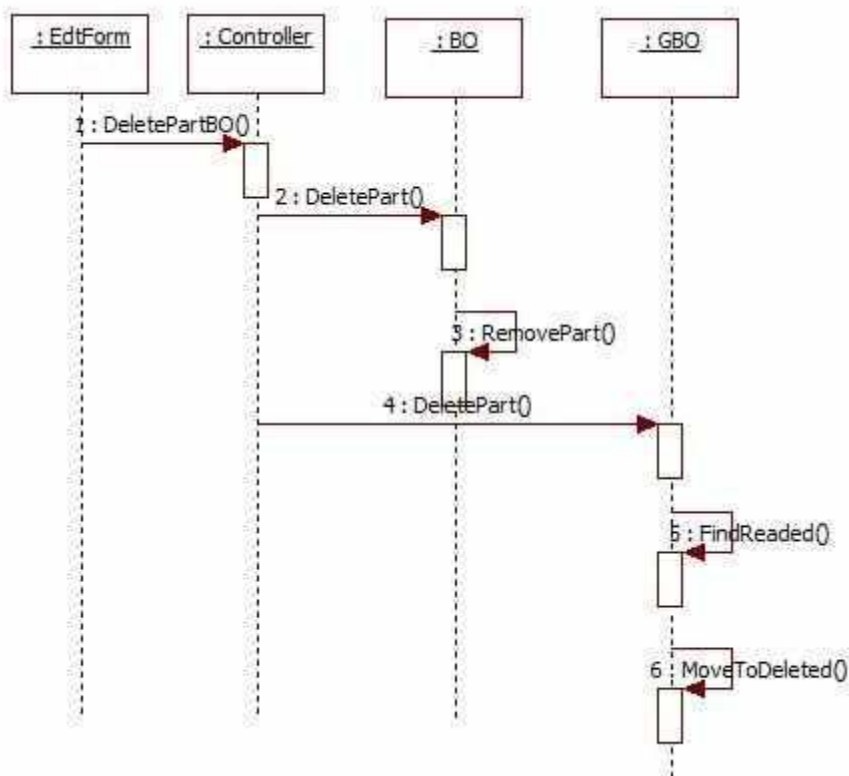 : EdtForm
: Controller
: BO
: GBO
1 : DeletePartBO()
2 : DeletePart()
3 : RemovePart()
4 : DeletePart()
5 : FindReaded()
6 : MoveToDeleted()